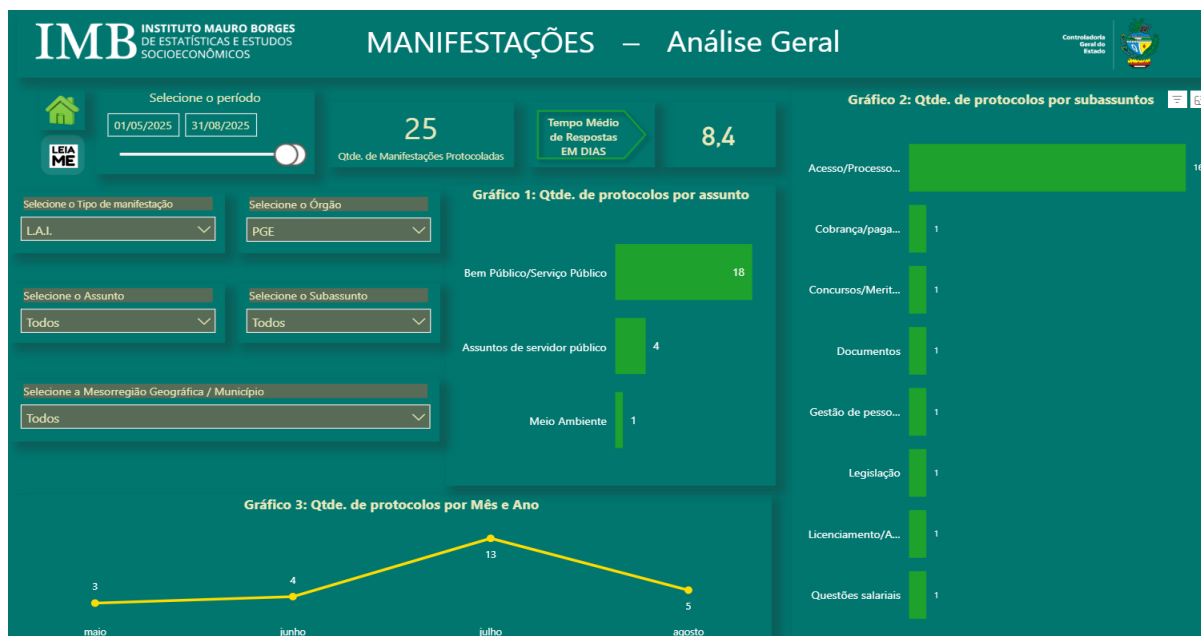 IMB
INSTITUTO MAURO BORGES
DE ESTATÍSTICAS E ESTUDOS
SOCIOECONÔMICOS
MANIFESTAÇÕES – Análise Geral
Controladoria
Geral do
Estado
LEIA
ME
Selecione o período
01/05/2025 31/08/2025
25
Qtde. de Manifestações Protocoladas
Tempo Médio
de Respostas
EM DIAS
8,4
Selecione o Tipo de manifestação
L.A.I.
Selecione o Órgão
PGE
Selecione o Assunto
Todos
Selecione o Subassunto
Todos
Selecione a Mesorregião Geográfica / Município
Todos
Gráfico 1: Qtde. de protocolos por assunto
Bem Público/Serviço Público 18
Assuntos de servidor público 4
Meio Ambiente 1
Gráfico 2: Qtde. de protocolos por subassuntos
Acesso/Processo... 16
Cobrança/paga... 1
Concursos/Merit... 1
Documentos 1
Gestão de pesso... 1
Legislação 1
Licenciamento/A... 1
Questões salariais 1
Gráfico 3: Qtde. de protocolos por Mês e Ano
3 4 13 5
maio junho julho agosto